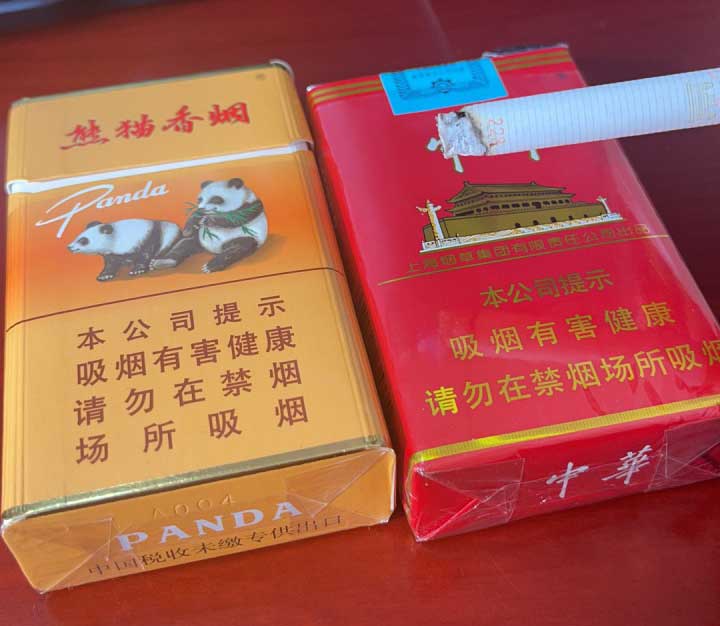 熊猫香烟
Panda
本公司提示
吸烟有害健康
请勿在禁烟
场所吸烟
A004
PANDA
中国税收未缴专供出口
上海烟草集团有限责任公司出品
本公司提示
吸烟有害健康
请勿在禁烟场所吸烟
中華